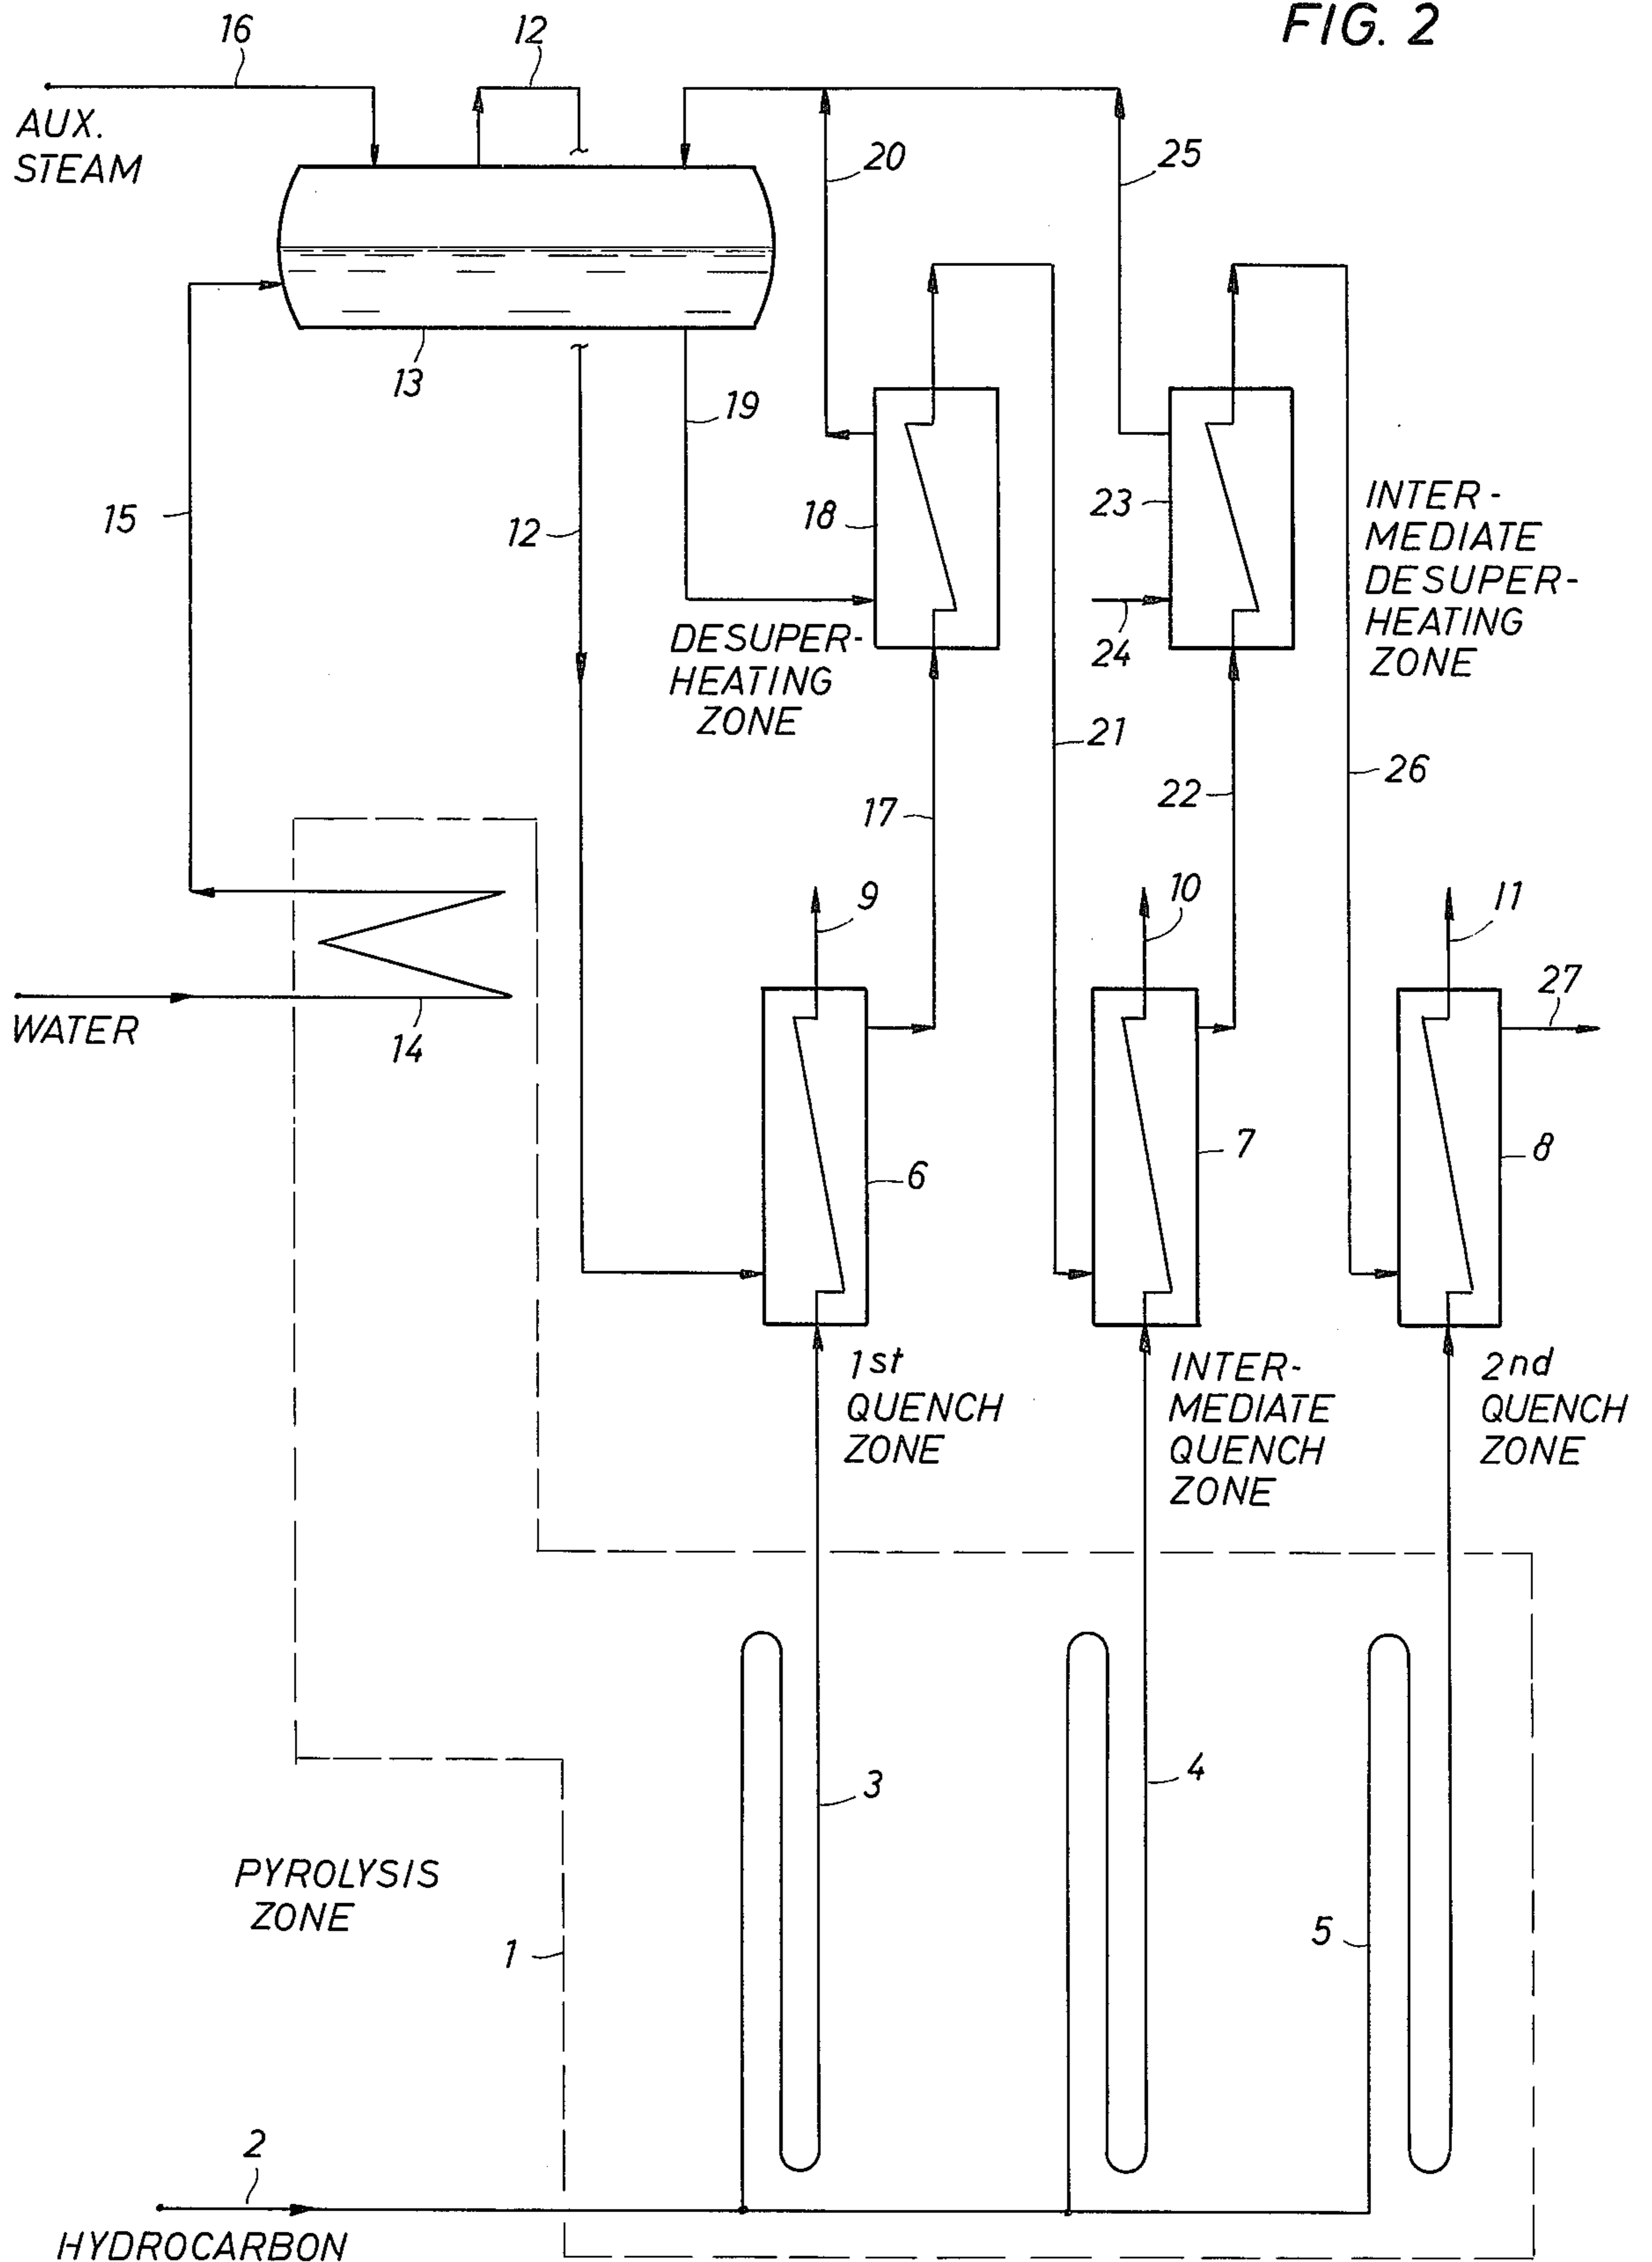 FIG. 2
16
12
AUX.
STEAM
20
25
13
19
15
12
18
23
INTER-
MEDIATE
DESUPER-
HEATING
ZONE
24
DESUPER-
HEATING
ZONE
21
26
22
17
9
10
11
27
WATER
14
6
7
8
1st
QUENCH
ZONE
INTER-
MEDIATE
QUENCH
ZONE
2nd
QUENCH
ZONE
3
4
PYROLYSIS
ZONE
1
5
2
HYDROCARBON